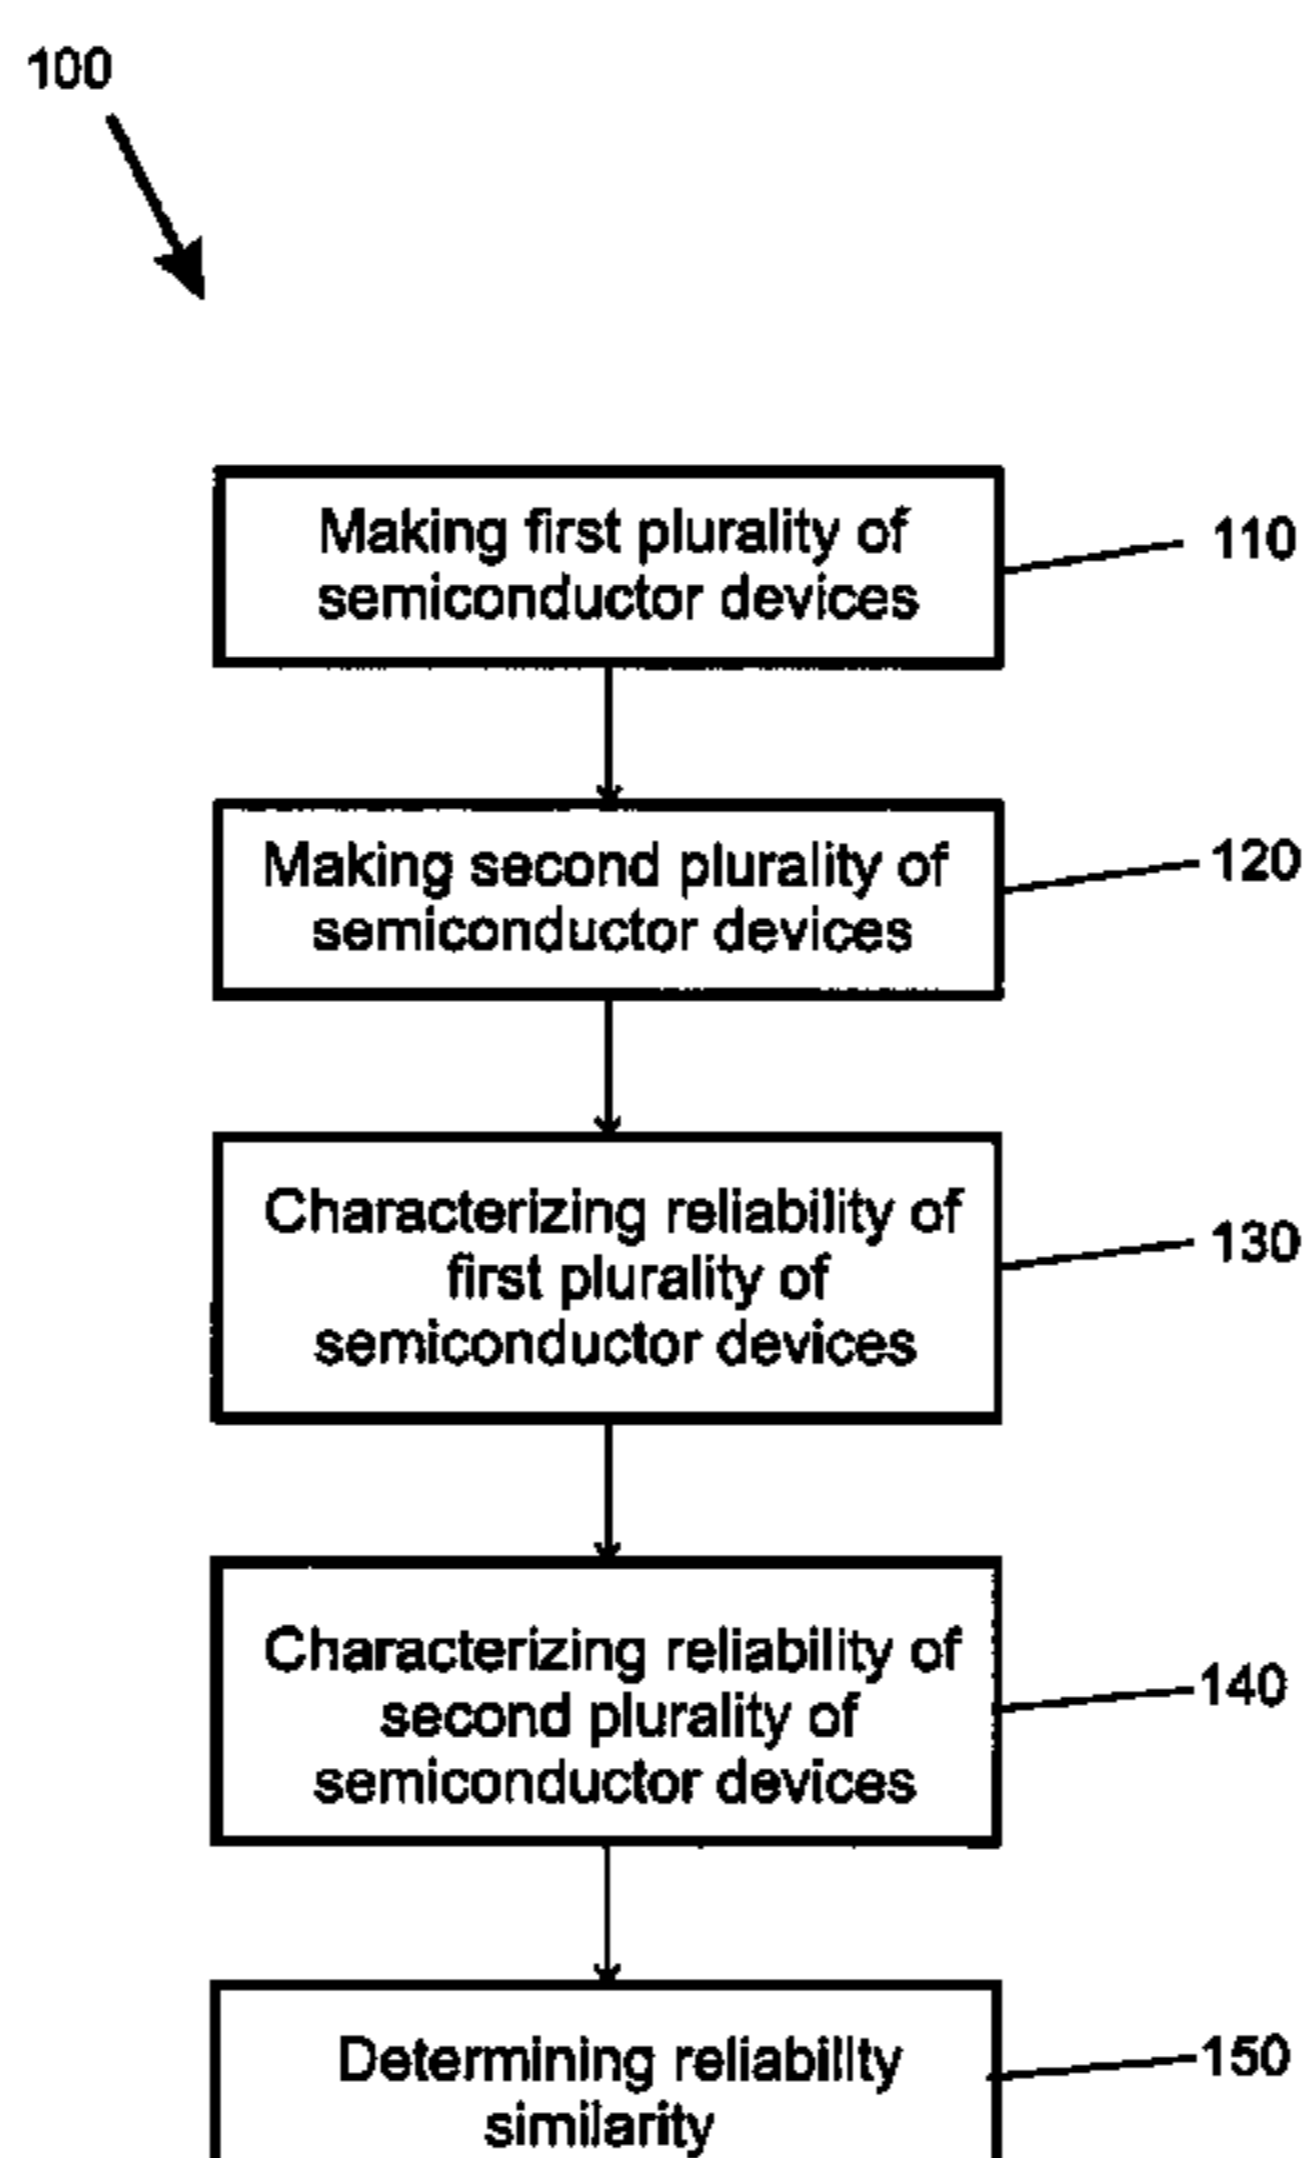 100
Making first plurality of
semiconductor devices
110
Making second plurality of
semiconductor devices
120
Characterizing reliability of
first plurality of
semiconductor devices
130
Characterizing reliability of
second plurality of
semiconductor devices
140
Determining reliability
similarity
150